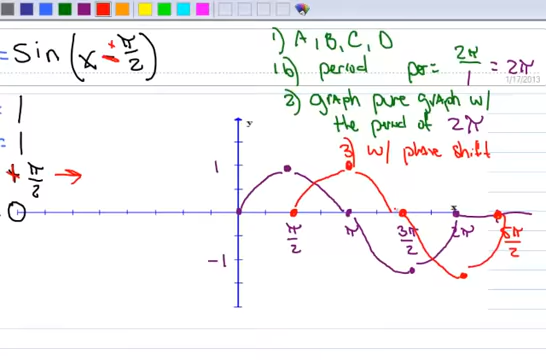 = Sin(x - π/2)
+
1) A, B, C, D
1b) period per = 2π/1 = 2π
1/17/2013
2) graph pure graph w/
the period of 2π
3) w/ phase shift
= 1
= 1
+ π/2 →
0
y
x
1
-1
π/2 π 3π/2 2π 5π/2